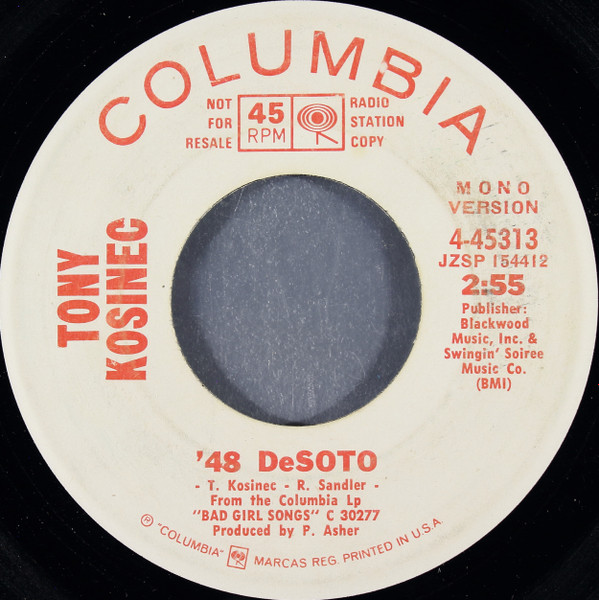 COLUMBIA
NOT
FOR
RESALE
45
RPM
RADIO
STATION
COPY
MONO
VERSION
4-45313
JZSP 154412
2:55
Publisher:
Blackwood
Music, Inc. &
Swingin' Soiree
Music Co.
(BMI)
TONY
KOSINEC
'48 DeSOTO
- T. Kosinec - R. Sandler -
From the Columbia Lp
"BAD GIRL SONGS" C 30277
Produced by P. Asher
℗ "COLUMBIA" MARCAS REG. PRINTED IN U.S.A.